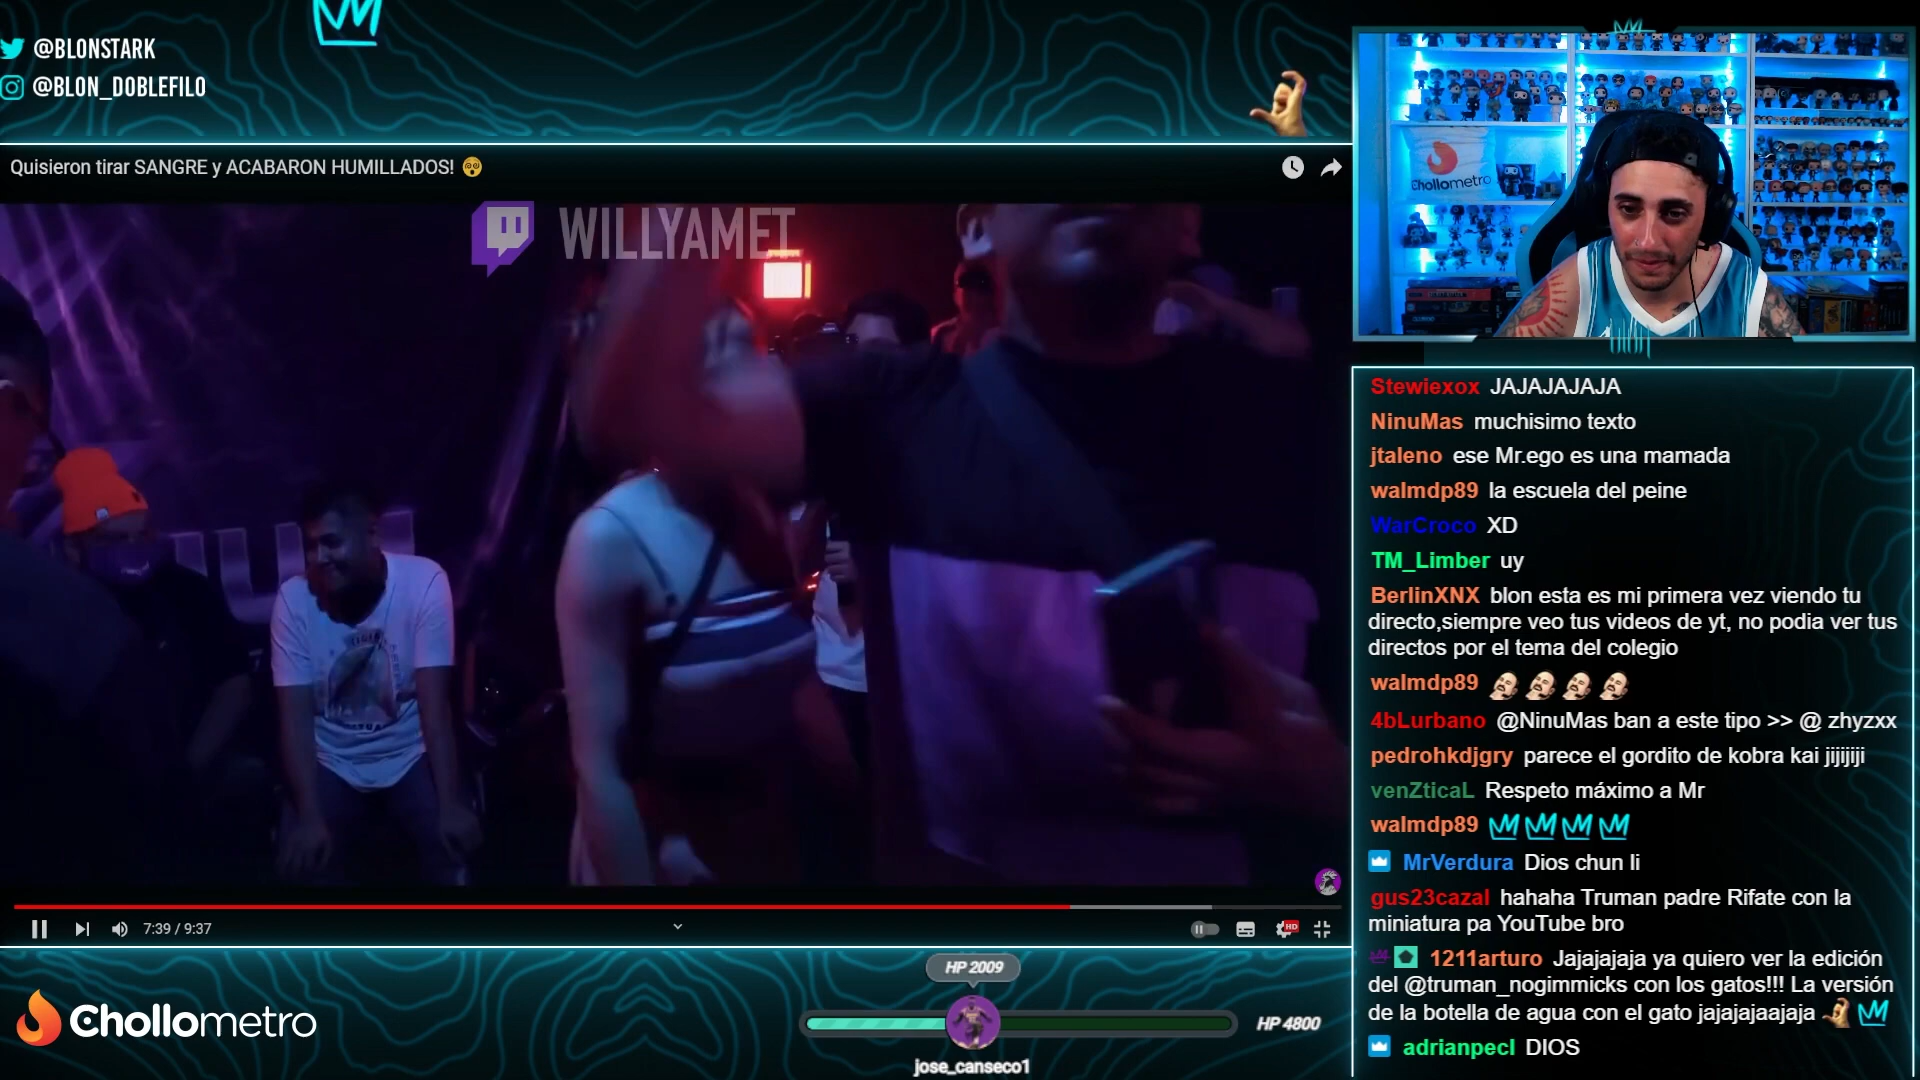 @BLONSTARK
@BLON_DOBLEFILO
Quisieron tirar SANGRE y ACABARON HUMILLADOS!
WILLYAMET
7:39 / 9:37
HD
Chollometro
HP 2009
HP 4800
jose_canseco1
Chollometro
Stewiexox JAJAJAJAJA
NinuMas muchisimo texto
jtaleno ese Mr.ego es una mamada
walmdp89 la escuela del peine
WarCroco XD
TM_Limber uy
BerlinXNX blon esta es mi primera vez viendo tu
directo,siempre veo tus videos de yt, no podia ver tus
directos por el tema del colegio
walmdp89
4bLurbano @NinuMas ban a este tipo >> @ zhyzxx
pedrohkdjgry parece el gordito de kobra kai jijijiji
venZticaL Respeto máximo a Mr
walmdp89
MrVerdura Dios chun li
gus23cazal hahaha Truman padre Rifate con la
miniatura pa YouTube bro
1211arturo Jajajajaja ya quiero ver la edición
del @truman_nogimmicks con los gatos!!! La versión
de la botella de agua con el gato jajajajaajaja
adrianpecl DIOS